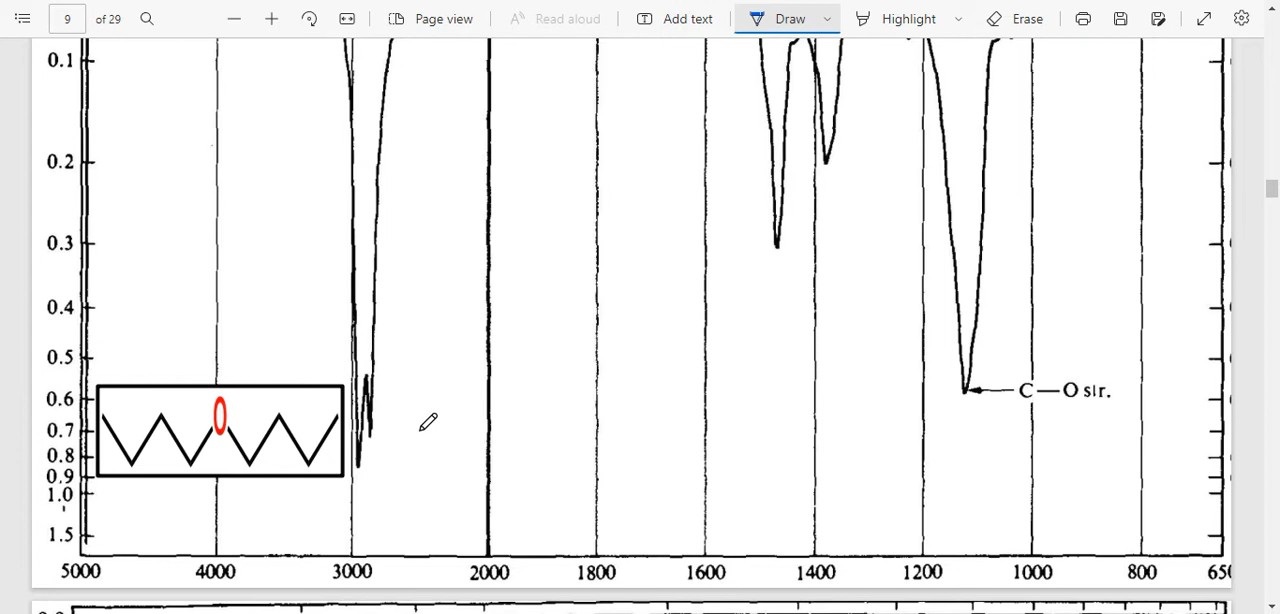 9 of 29 Page view Read aloud Add text Draw Highlight Erase
0.1
0.2
0.3
0.4
0.5
0.6
0.7
0.8
0.9
1.0
1.5
O
C—O str.
5000 4000 3000 2000 1800 1600 1400 1200 1000 800 650